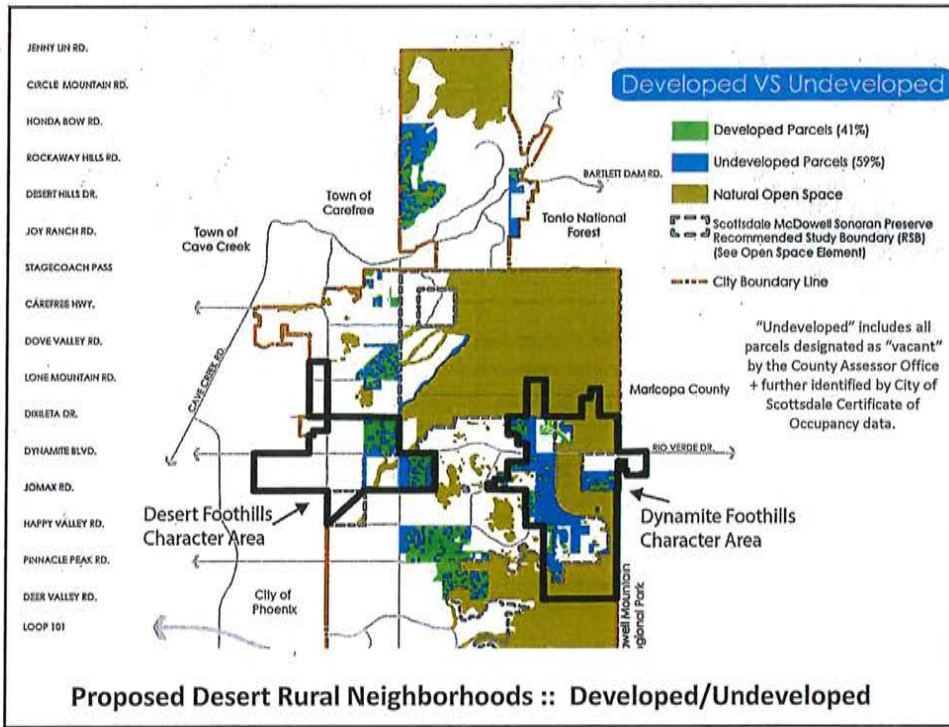 JENNY LIN RD.
CIRCLE MOUNTAIN RD.
HONDA BOW RD.
ROCKAWAY HILLS RD.
DESERT HILLS DR.
JOY RANCH RD.
STAGECOACH PASS
CAREFREE HWY.
DOVE VALLEY RD.
LONE MOUNTAIN RD.
DIXILETA DR.
DYNAMITE BLVD.
JOMAX RD.
HAPPY VALLEY RD.
PINNACLE PEAK RD.
DEER VALLEY RD.
LOOP 101
Town of
Cave Creek
Town of
Carefree
CAVE CREEK RD.
BARTLETT DAM RD.
Tonto National
Forest
Developed VS Undeveloped
Developed Parcels (41%)
Undeveloped Parcels (59%)
Natural Open Space
Scottsdale McDowell Sonoran Preserve
Recommended Study Boundary (RSB)
(See Open Space Element)
City Boundary Line
"Undeveloped" includes all
parcels designated as "vacant"
by the County Assessor Office
+ further identified by City of
Scottsdale Certificate of
Occupancy data.
Maricopa County
RIO VERDE DR.
Desert Foothills
Character Area
Dynamite Foothills
Character Area
City of
Phoenix
owell Mountain
egional Park
Proposed Desert Rural Neighborhoods :: Developed/Undeveloped